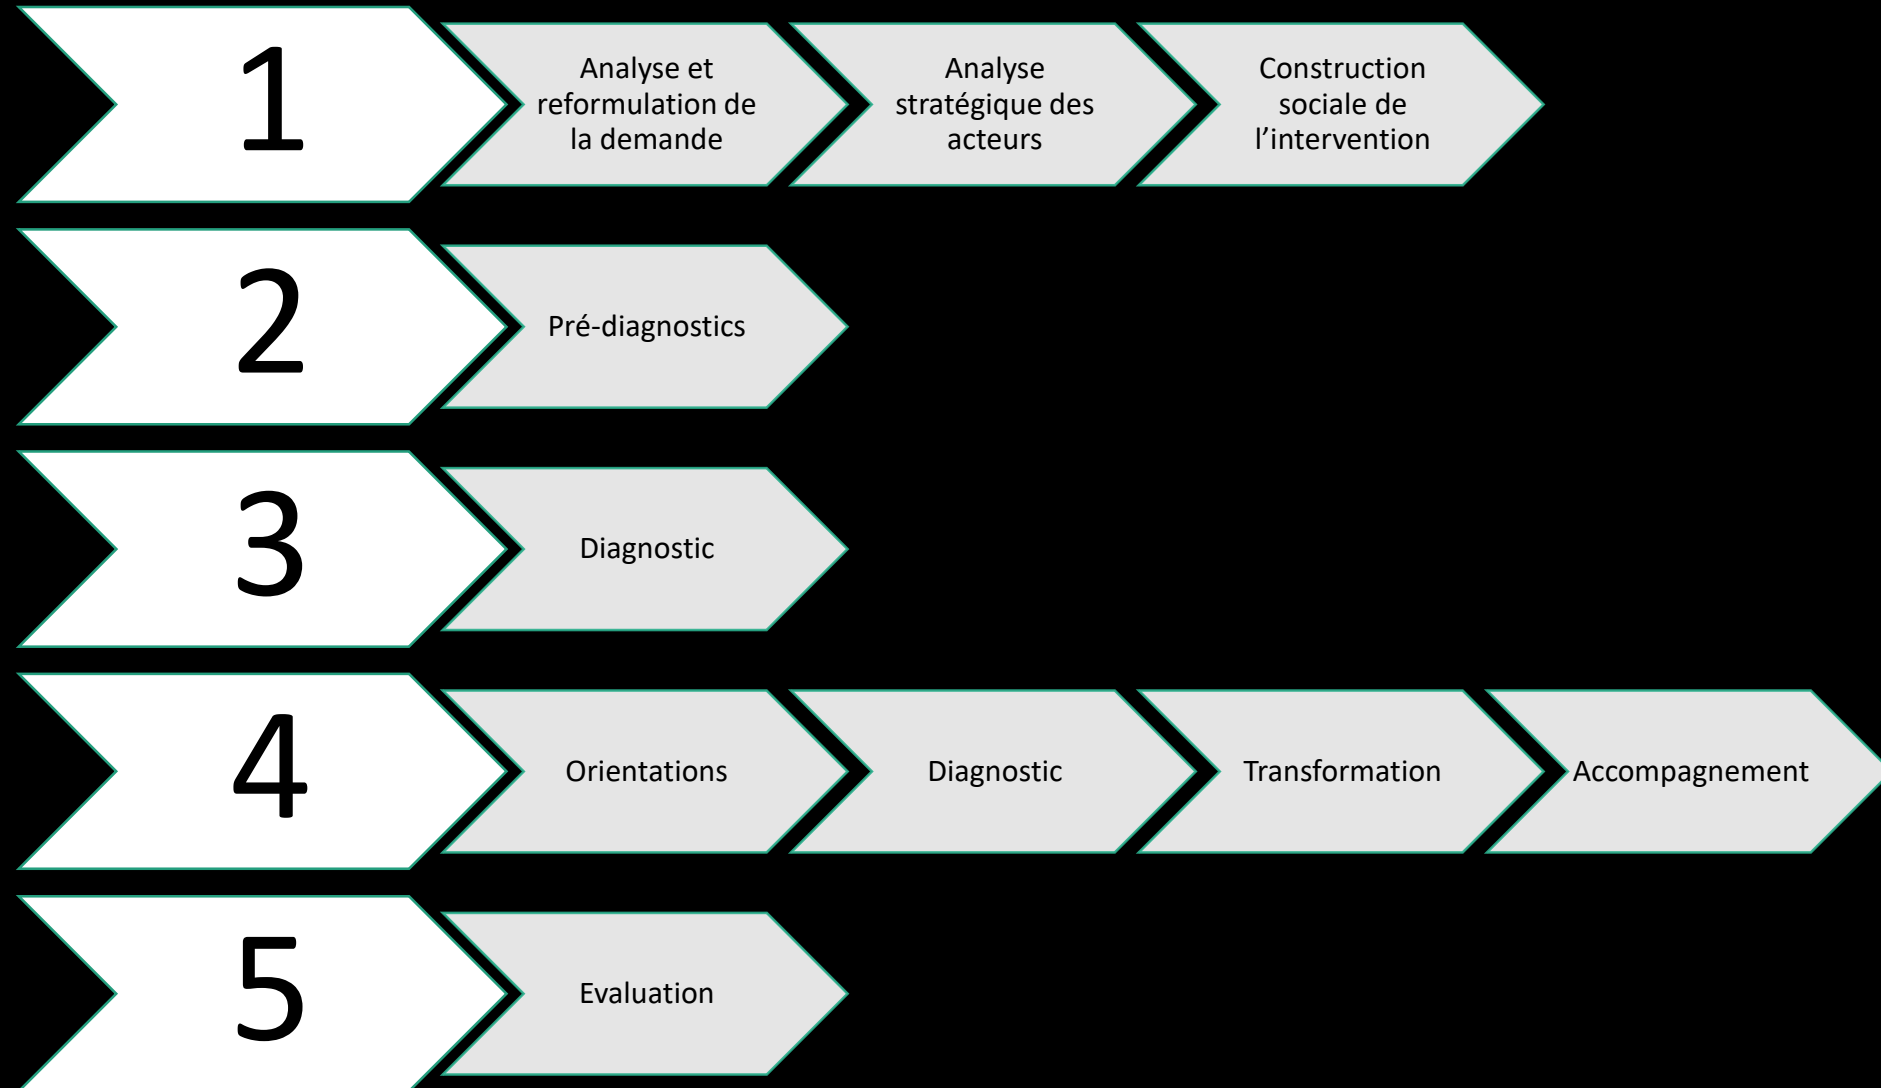 1
Analyse et
reformulation de
la demande
Analyse
stratégique des
acteurs
Construction
sociale de
l’intervention
2
Pré-diagnostics
3
Diagnostic
4
Orientations
Diagnostic
Transformation
Accompagnement
5
Evaluation